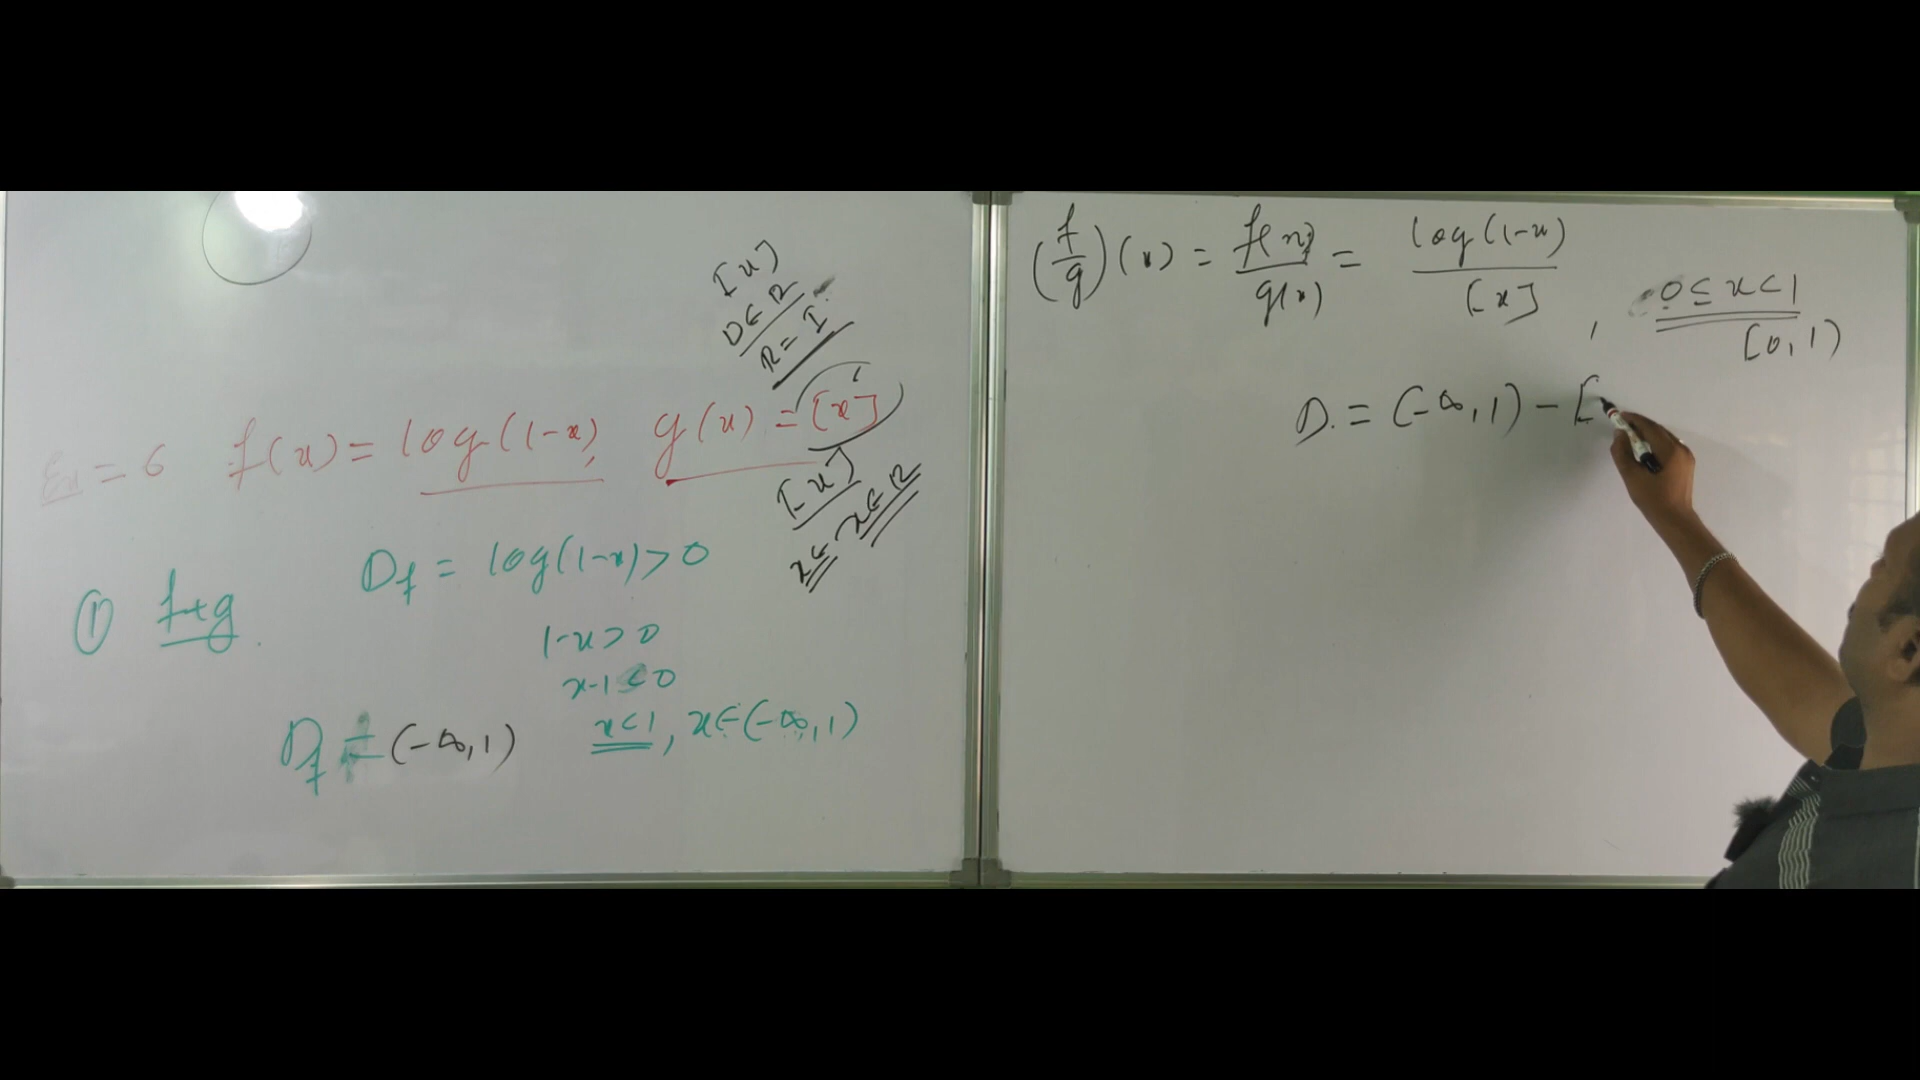 [x]
D∈R
R=I
Ex=6 f(x)=log(1-x), g(x)=[x]
[x]
x∈ x∈R
① f+g
Df = log(1-x)>0
1-x>0
x-1<0
x<1, x∈(-∞,1)
Df = (-∞,1)
(f/g)(x) = f(x)/g(x) = log(1-x)/[x]
, 0≤x<1
[0,1)
D. = (-∞,1) - [